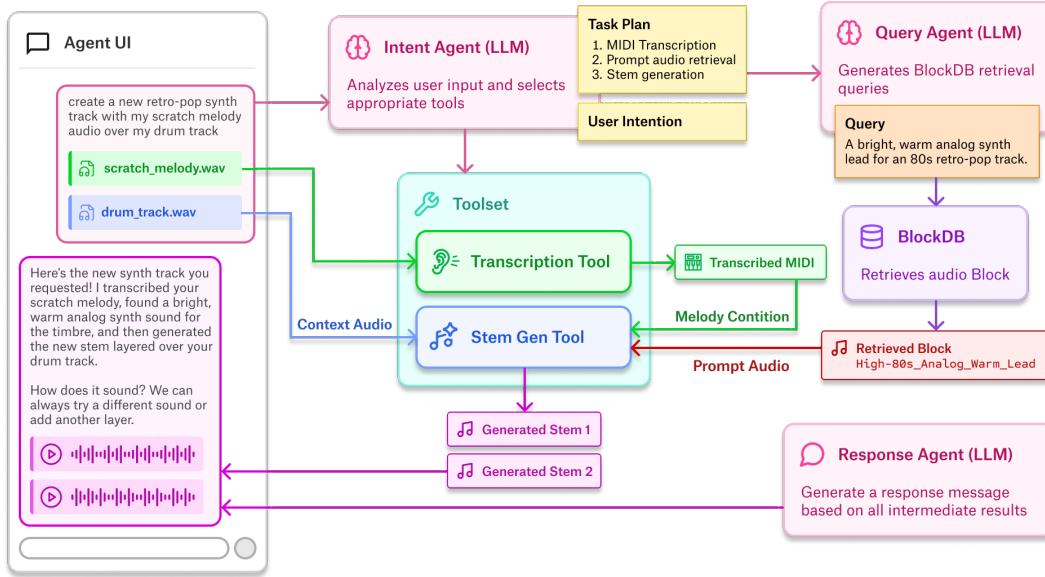 Agent UI
create a new retro-pop synth
track with my scratch melody
audio over my drum track
scratch_melody.wav
drum_track.wav
Here's the new synth track you
requested! I transcribed your
scratch melody, found a bright,
warm analog synth sound for
the timbre, and then generated
the new stem layered over your
drum track.
How does it sound? We can
always try a different sound or
add another layer.
Intent Agent (LLM)
Analyzes user input and selects
appropriate tools
Task Plan
1. MIDI Transcription
2. Prompt audio retrieval
3. Stem generation
User Intention
Query Agent (LLM)
Generates BlockDB retrieval
queries
Query
A bright, warm analog synth
lead for an 80s retro-pop track.
Toolset
Transcription Tool
Transcribed MIDI
BlockDB
Retrieves audio Block
Context Audio
Stem Gen Tool
Melody Contition
Prompt Audio
Retrieved Block
High-80s_Analog_Warm_Lead
Generated Stem 1
Generated Stem 2
Response Agent (LLM)
Generate a response message
based on all intermediate results